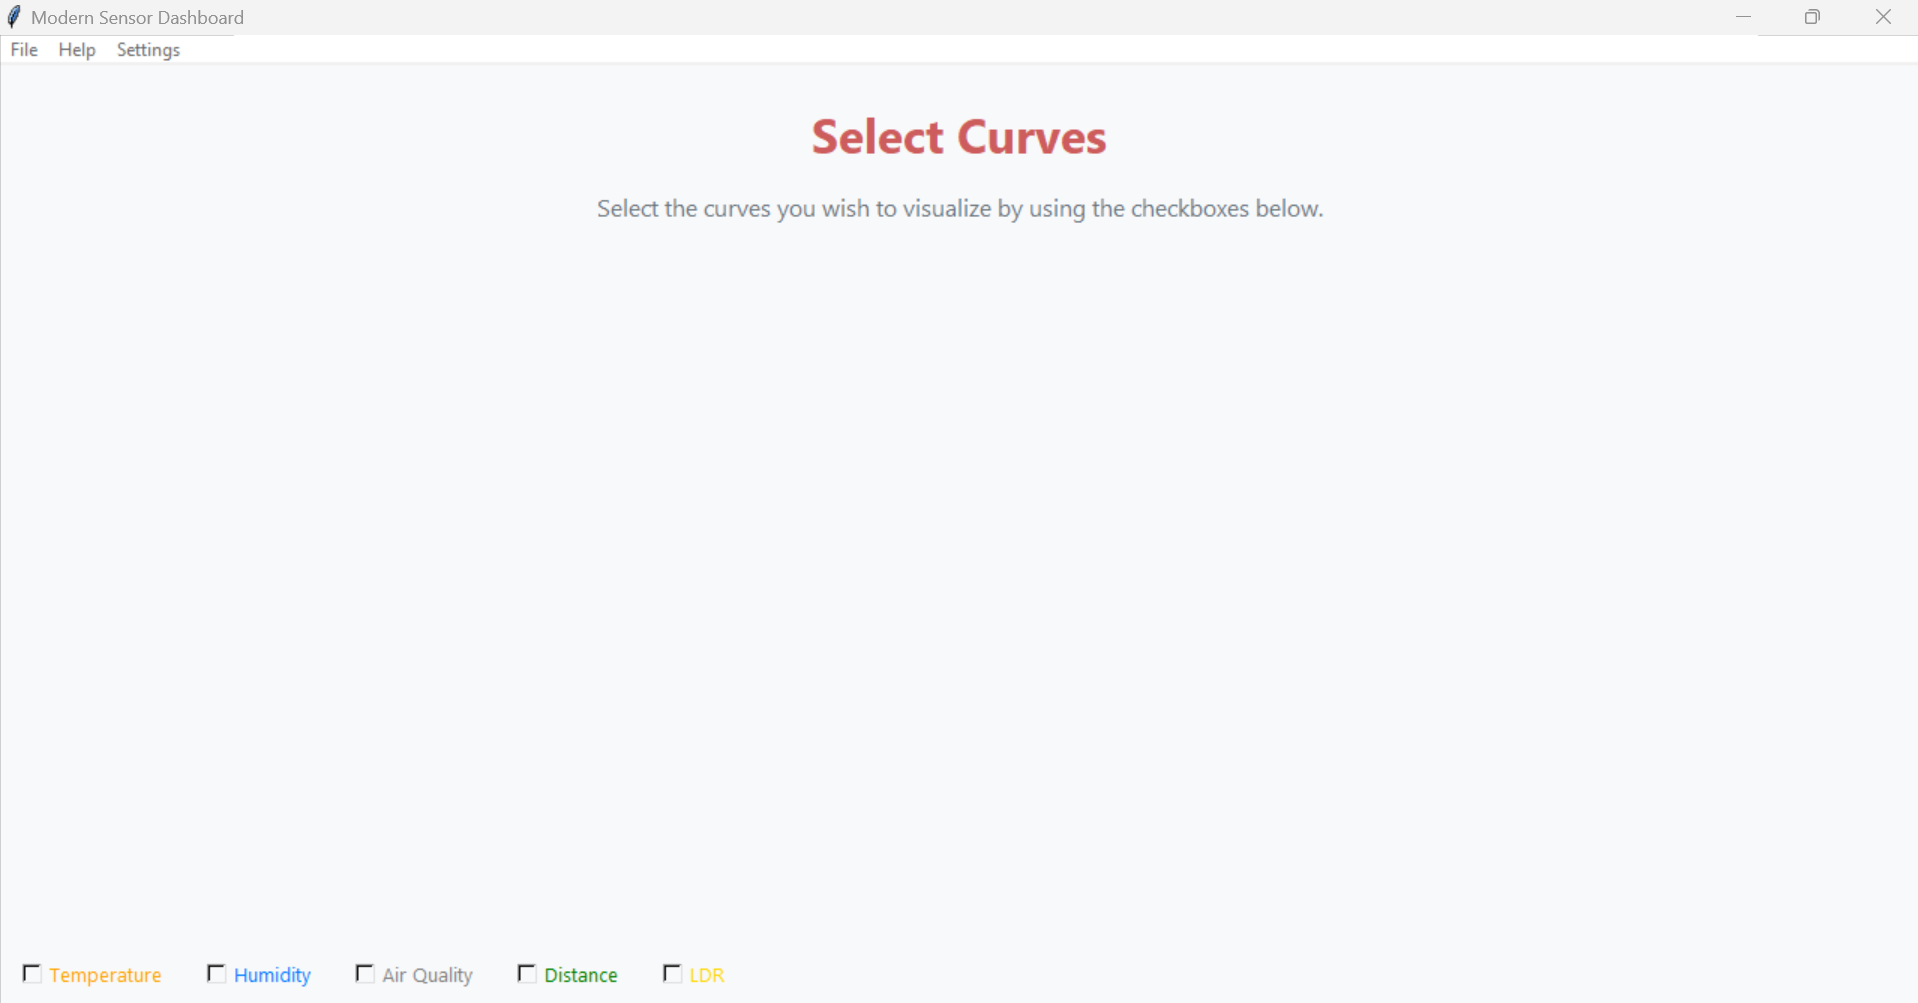 Modern Sensor Dashboard
File Help Settings
Select Curves
Select the curves you wish to visualize by using the checkboxes below.
Temperature Humidity Air Quality Distance LDR